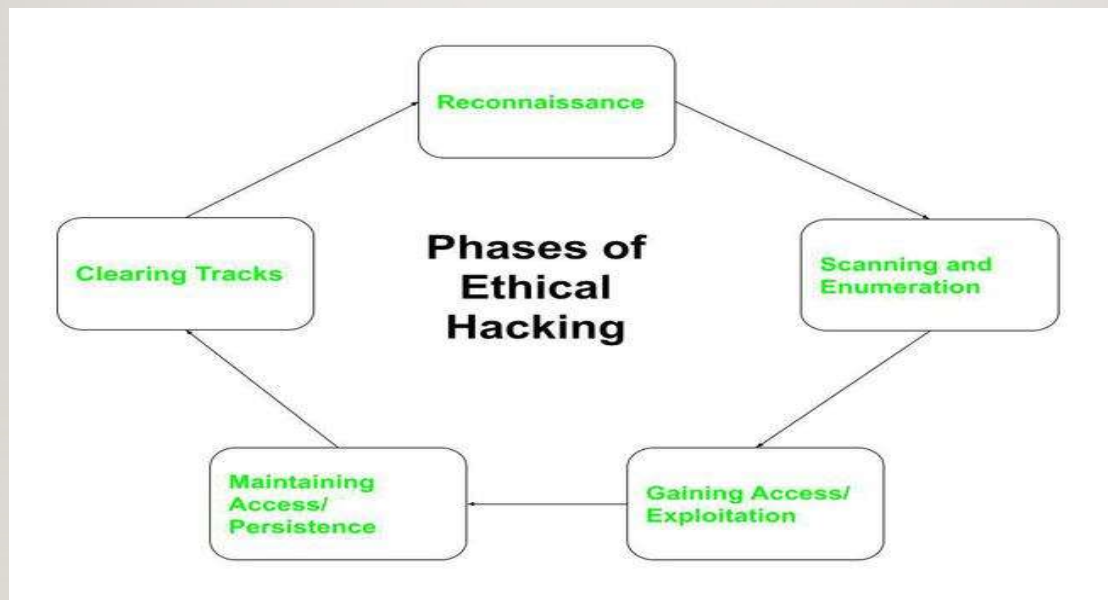 Reconnaissance
Phases of
Ethical
Hacking
Scanning and
Enumeration
Gaining Access/
Exploitation
Maintaining
Access/
Persistence
Clearing Tracks